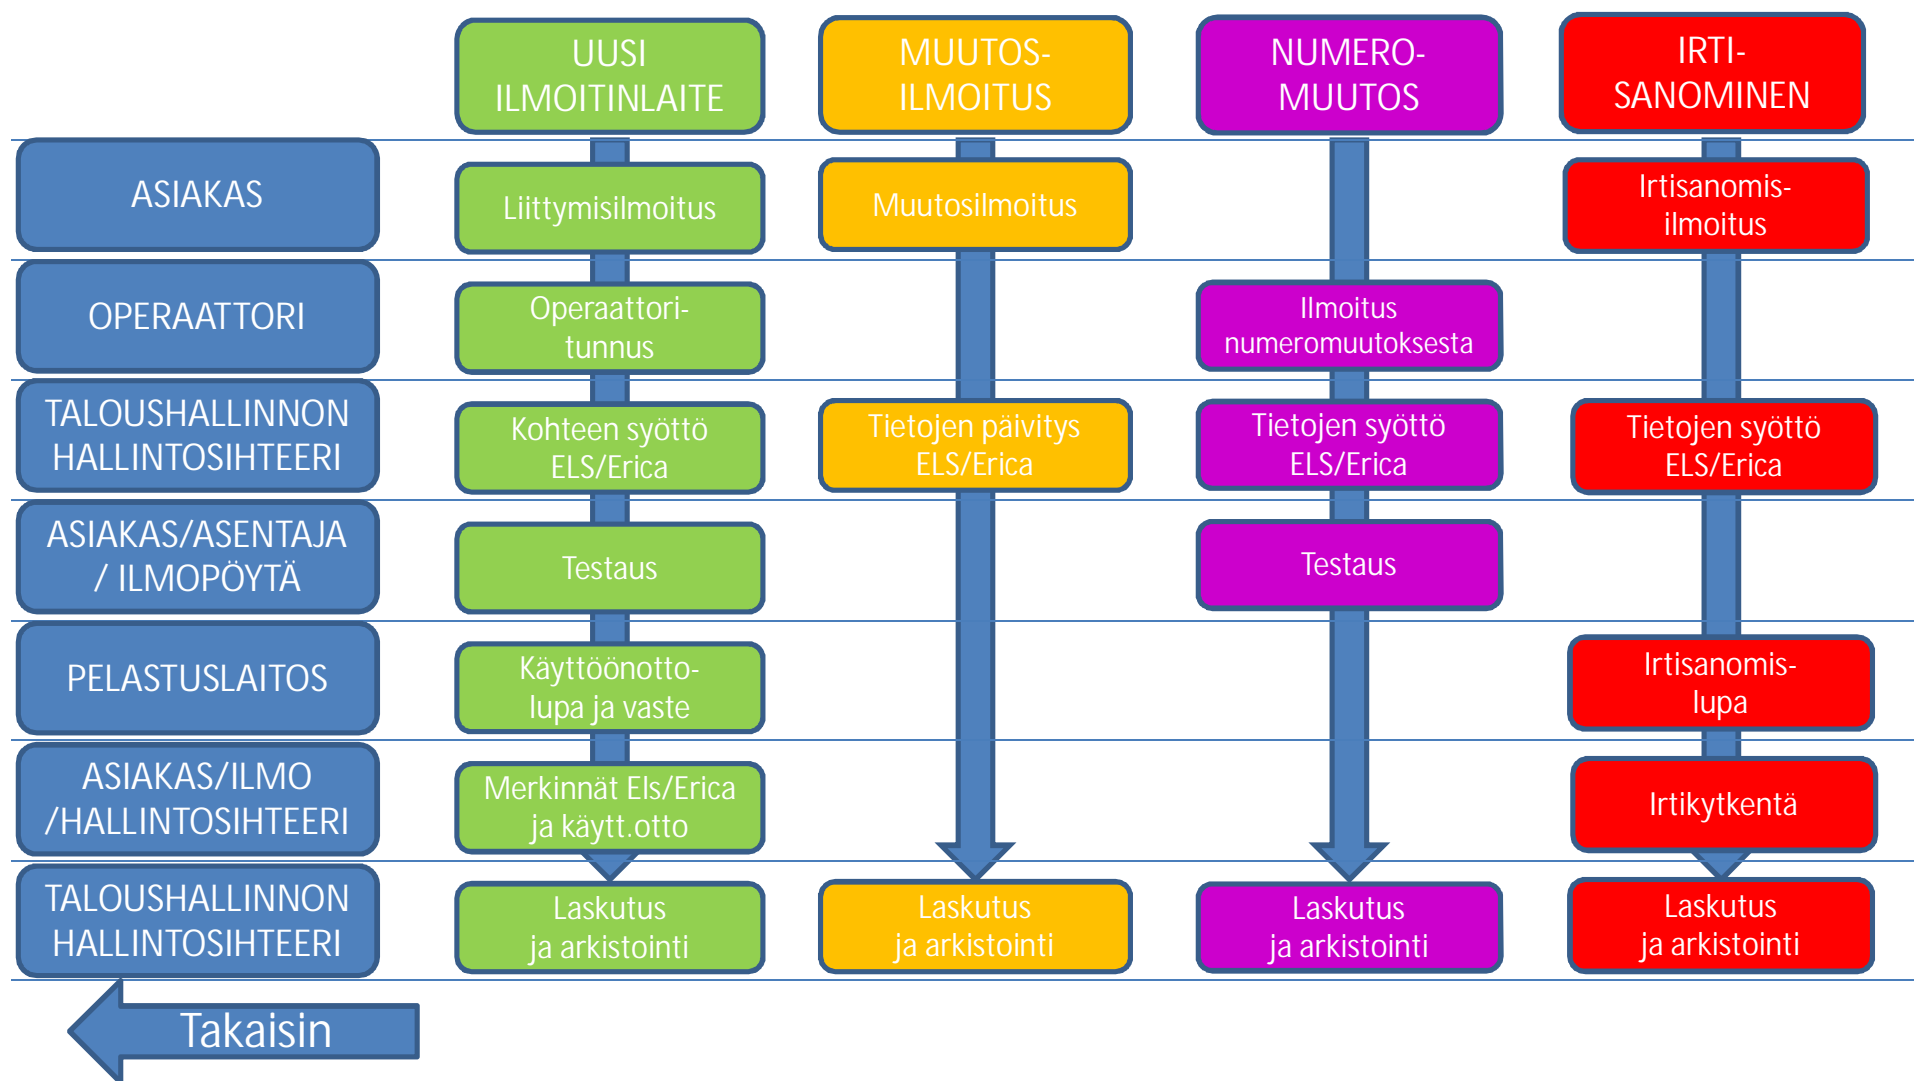 UUSI
ILMOITINLAITE
MUUTOS-
ILMOITUS
NUMERO-
MUUTOS
IRTI-
SANOMINEN
ASIAKAS
Liittymisilmoitus
Muutosilmoitus
Irtisanomis-
ilmoitus
OPERAATTORI
Operaattori-
tunnus
Ilmoitus
numeromuutoksesta
TALOUSHALLINNON
HALLINTOSIHTEERI
Kohteen syöttö
ELS/Erica
Tietojen päivitys
ELS/Erica
Tietojen syöttö
ELS/Erica
Tietojen syöttö
ELS/Erica
ASIAKAS/ASENTAJA
/ ILMOPÖYTÄ
Testaus
Testaus
PELASTUSLAITOS
Käyttöönotto-
lupa ja vaste
Irtisanomis-
lupa
ASIAKAS/ILMO
/HALLINTOSIHTEERI
Merkinnät Els/Erica
ja käytt.otto
Irtikytkentä
TALOUSHALLINNON
HALLINTOSIHTEERI
Laskutus
ja arkistointi
Laskutus
ja arkistointi
Laskutus
ja arkistointi
Laskutus
ja arkistointi
Takaisin